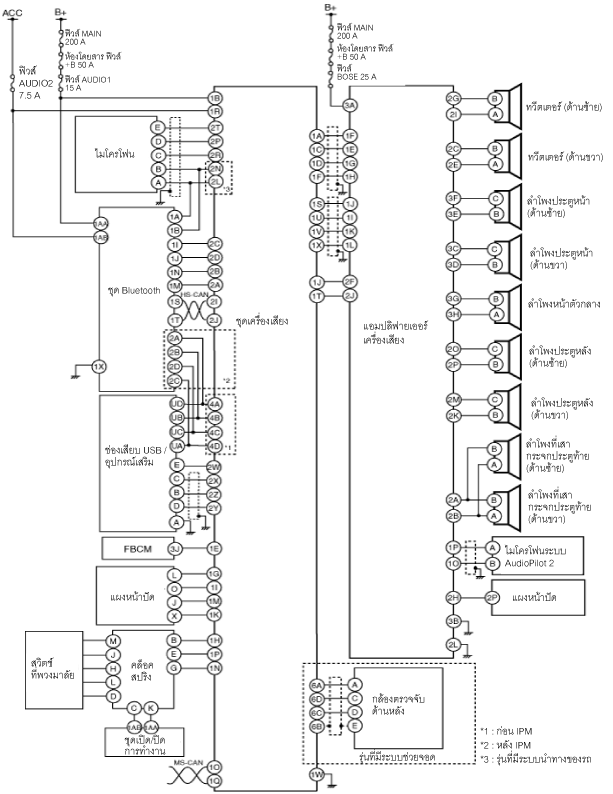 ACC
B+
B+
ฟิวส์ MAIN
200 A
ห้องโดยสาร ฟิวส์
+B 50 A
ฟิวส์ AUDIO1
15 A
ฟิวส์
AUDIO2
7.5 A
ฟิวส์ MAIN
200 A
ห้องโดยสาร ฟิวส์
+B 50 A
ฟิวส์
BOSE 25 A
1B
1R
3A
ไมโครโฟน
E
D
C
B
A
2T
2P
2R
2N
2L
*3
1AA
1AB
ชุด Bluetooth
1X
1A
1B
1I
1J
1N
1M
1S
1T
HS-CAN
2C
2D
2B
2A
2I
2J
2A
2B
2D
2C
*2
ชุดเครื่องเสียง
ช่องเสียบ USB /
อุปกรณ์เสริม
UD
UB
UC
UA
4A
4B
4C
4D
*1
E
C
B
D
A
2W
2X
2Z
2Y
FBCM
3J
1E
แผงหน้าปัด
L
O
J
X
1G
1I
1M
1K
สวิตช์
ที่พวงมาลัย
M
J
H
L
D
คล็อค
สปริง
B
E
G
1H
1P
1N
C
K
1AB
1AA
ชุดเปิด/ปิด
การทำงาน
MS-CAN
1O
1Q
1A
1C
1D
1F
1F
1E
1G
1H
1S
1U
1V
1X
1J
1I
1K
1L
1J
1T
2F
2J
แอมปลิฟายเออร์
เครื่องเสียง
2G
2I
B
A
ทวีตเตอร์ (ด้านซ้าย)
2C
2E
B
A
ทวีตเตอร์ (ด้านขวา)
3F
3E
C
B
ลำโพงประตูหน้า
(ด้านซ้าย)
3C
3D
C
B
ลำโพงประตูหน้า
(ด้านขวา)
3G
3H
B
A
ลำโพงหน้าตัวกลาง
2O
2P
C
B
ลำโพงประตูหลัง
(ด้านซ้าย)
2M
2K
C
B
ลำโพงประตูหลัง
(ด้านขวา)
B
A
ลำโพงที่เสา
กระจกประตูท้าย
(ด้านซ้าย)
2A
2B
B
A
ลำโพงที่เสา
กระจกประตูท้าย
(ด้านขวา)
1P
1O
A
B
ไมโครโฟนระบบ
AudioPilot 2
2H
2P
แผงหน้าปัด
3B
2L
6A
6D
6C
6B
A
C
D
E
กล้องตรวจจับ
ด้านหลัง
รุ่นที่มีระบบช่วยจอด
1W
*1 : ก่อน IPM
*2 : หลัง IPM
*3 : รุ่นที่มีระบบนำทางของรถ